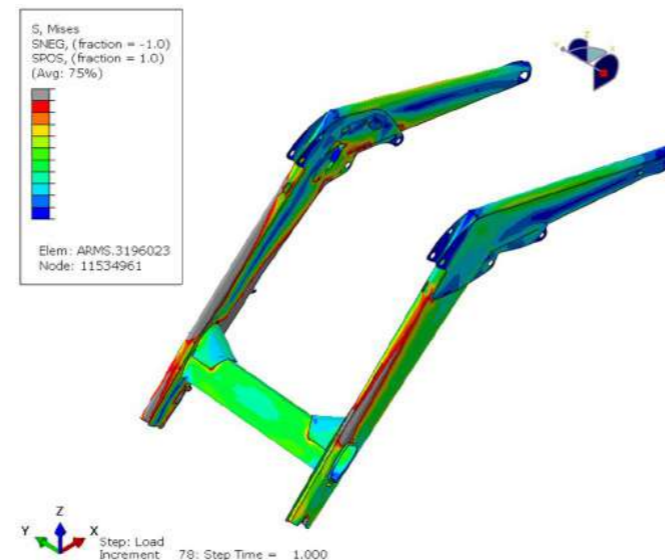 S, Mises
SNEG, (fraction = -1.0)
SPOS, (fraction = 1.0)
(Avg: 75%)
Elem: ARMS.3196023
Node: 11534961
Z
Y
X
Step: Load
Increment 78: Step Time = 1.000